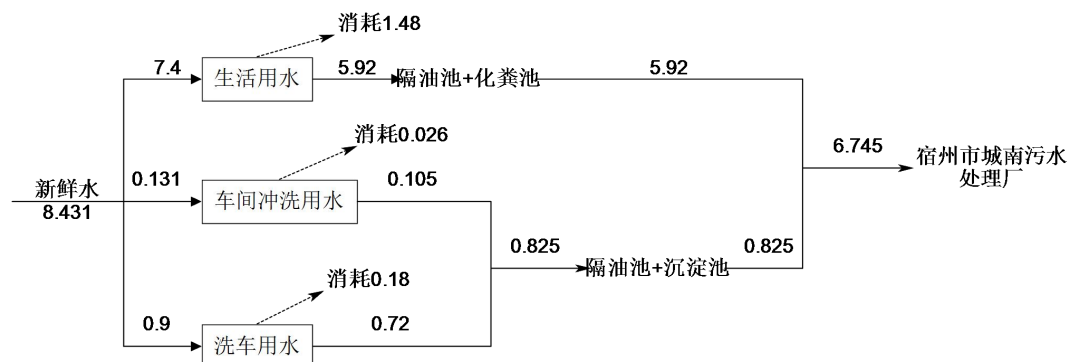 消耗1.48
7.4
生活用水
5.92
隔油池+化粪池
5.92
消耗0.026
6.745
宿州市城南污水
处理厂
新鲜水
8.431
0.131
车间冲洗用水
0.105
0.825
隔油池+沉淀池
0.825
消耗0.18
0.9
洗车用水
0.72